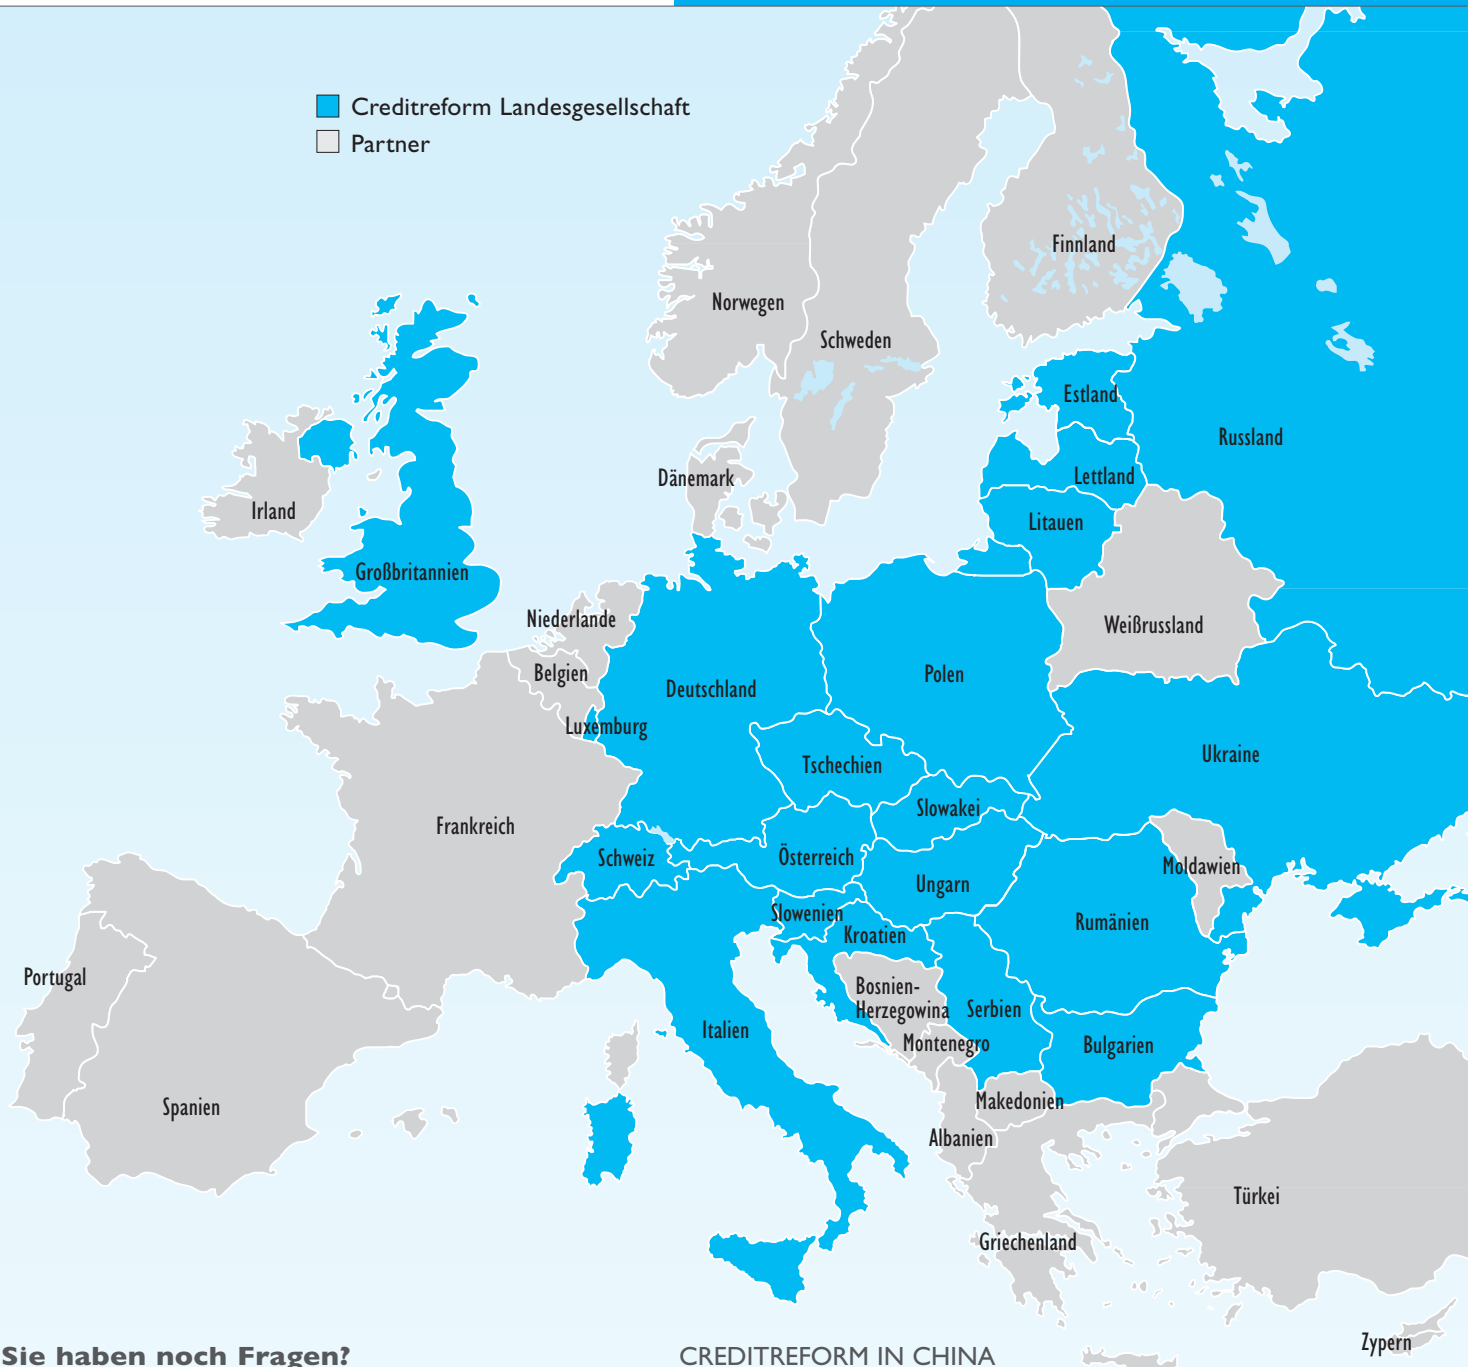 Creditreform Landesgesellschaft
Partner
Finnland
Norwegen
Schweden
Estland
Russland
Lettland
Dänemark
Irland
Litauen
Großbritannien
Niederlande
Weißrussland
Belgien
Polen
Deutschland
Luxemburg
Ukraine
Tschechien
Slowakei
Frankreich
Schweiz
Österreich
Moldawien
Ungarn
Slowenien
Rumänien
Kroatien
Portugal
Bosnien-
Herzegowina
Serbien
Italien
Montenegro
Bulgarien
Spanien
Makedonien
Albanien
Türkei
Griechenland
Zypern
Sie haben noch Fragen?
CREDITREFORM IN CHINA